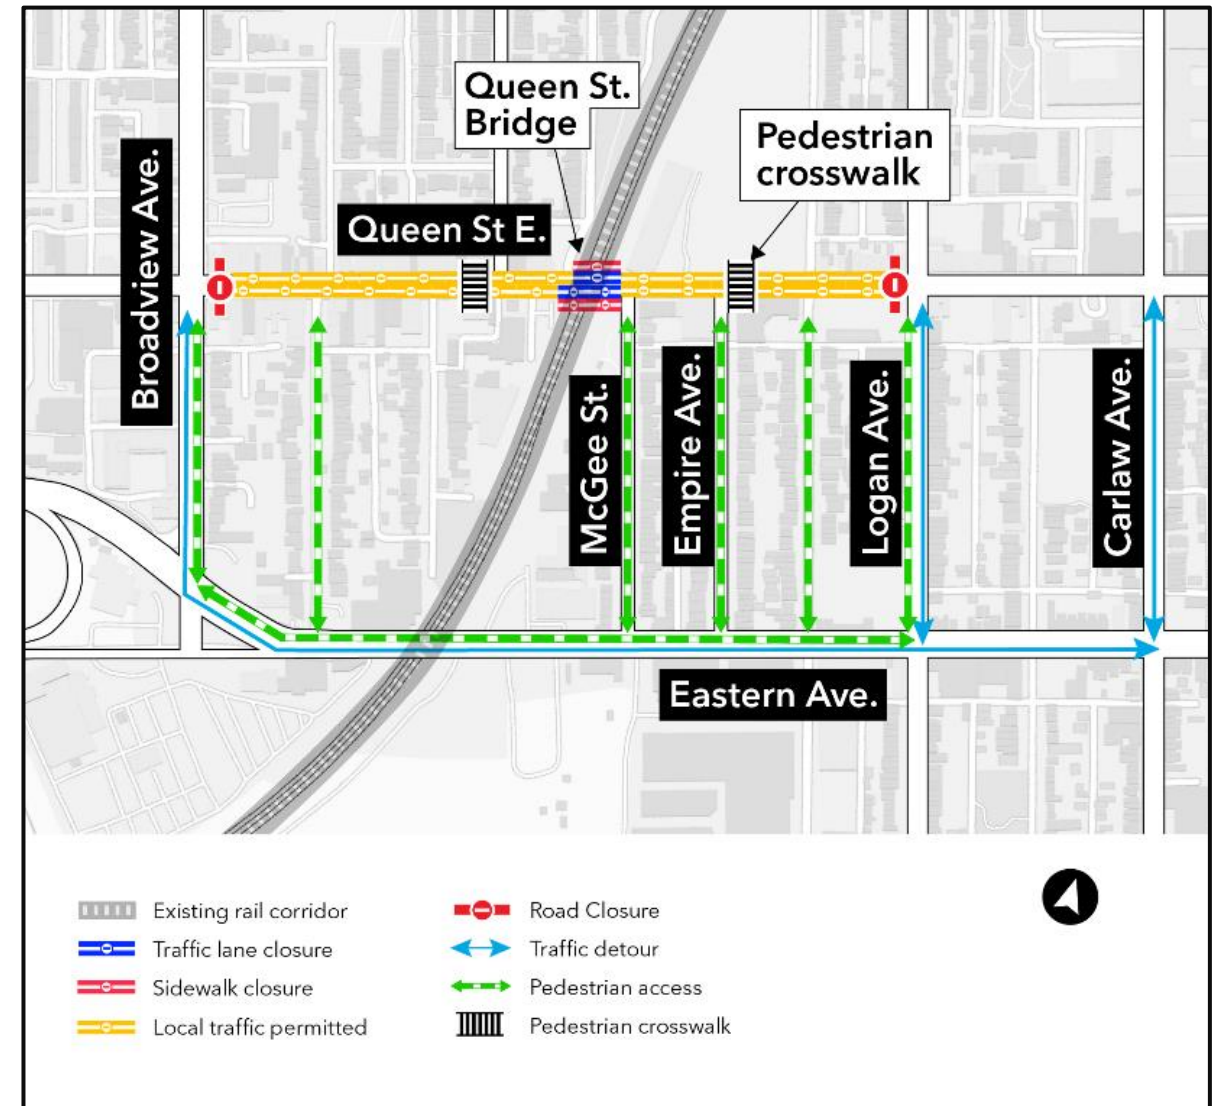 Queen St.
Bridge
Pedestrian
crosswalk
Broadview Ave.
Queen St E.
McGee St.
Empire Ave.
Logan Ave.
Carlaw Ave.
Eastern Ave.
Existing rail corridor
Traffic lane closure
Sidewalk closure
Local traffic permitted
Road Closure
Traffic detour
Pedestrian access
Pedestrian crosswalk